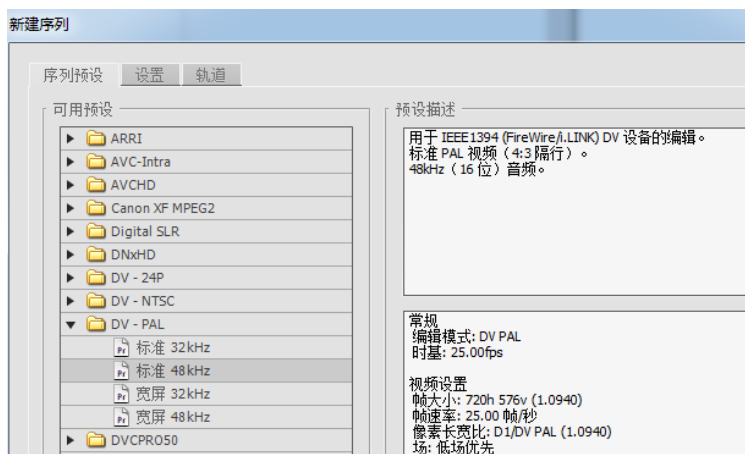 新建序列
序列预设 设置 轨道
可用预设
ARRI
AVC-Intra
AVCHD
Canon XF MPEG2
Digital SLR
DNxHD
DV - 24P
DV - NTSC
DV - PAL
标准 32kHz
标准 48kHz
宽屏 32kHz
宽屏 48kHz
DVCPRO50
预设描述
用于 IEEE1394 (FireWire/i.LINK) DV 设备的编辑。
标准 PAL 视频（4:3 隔行）。
48kHz（16 位）音频。
常规
编辑模式: DV PAL
时基: 25.00fps
视频设置
帧大小: 720h 576v (1.0940)
帧速率: 25.00 帧/秒
像素长宽比: D1/DV PAL (1.0940)
场: 低场优先